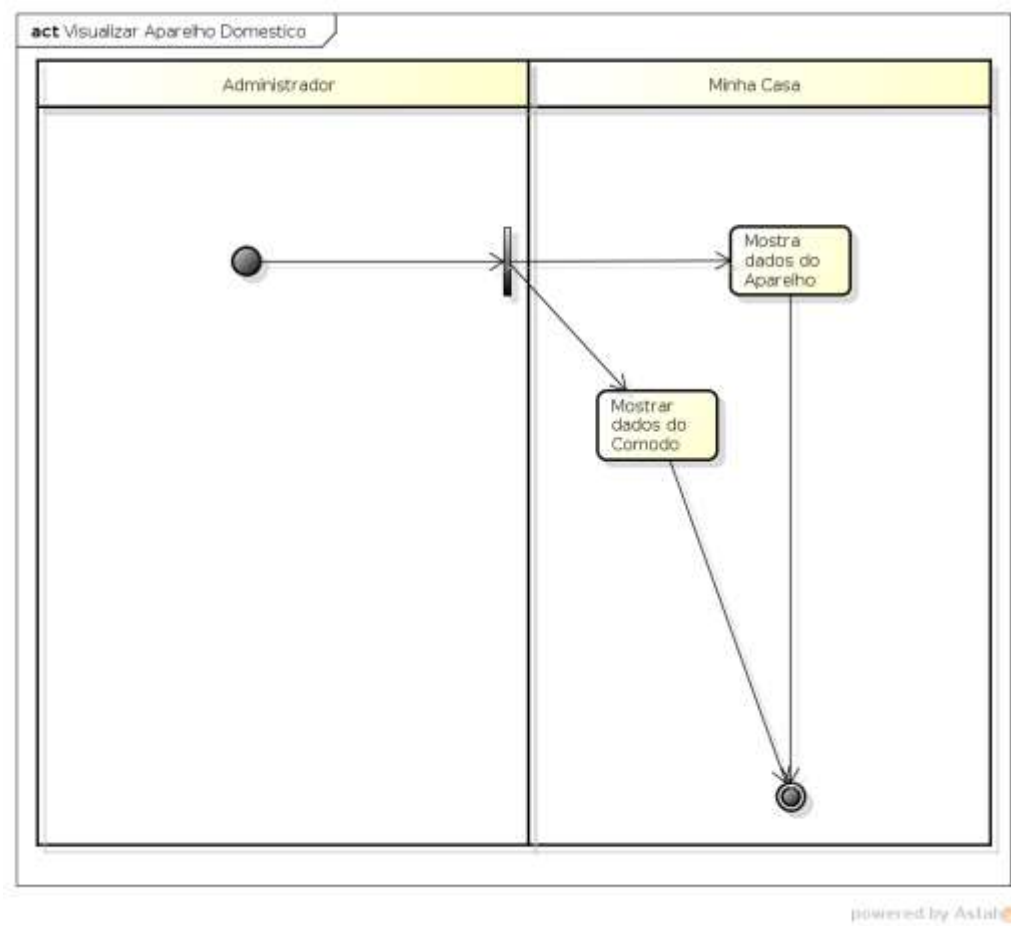 act Visualizar Aparelho Domestico
Administrador
Minha Casa
Mostra
dados do
Aparelho
Mostrar
dados do
Comodo
powered by Astah